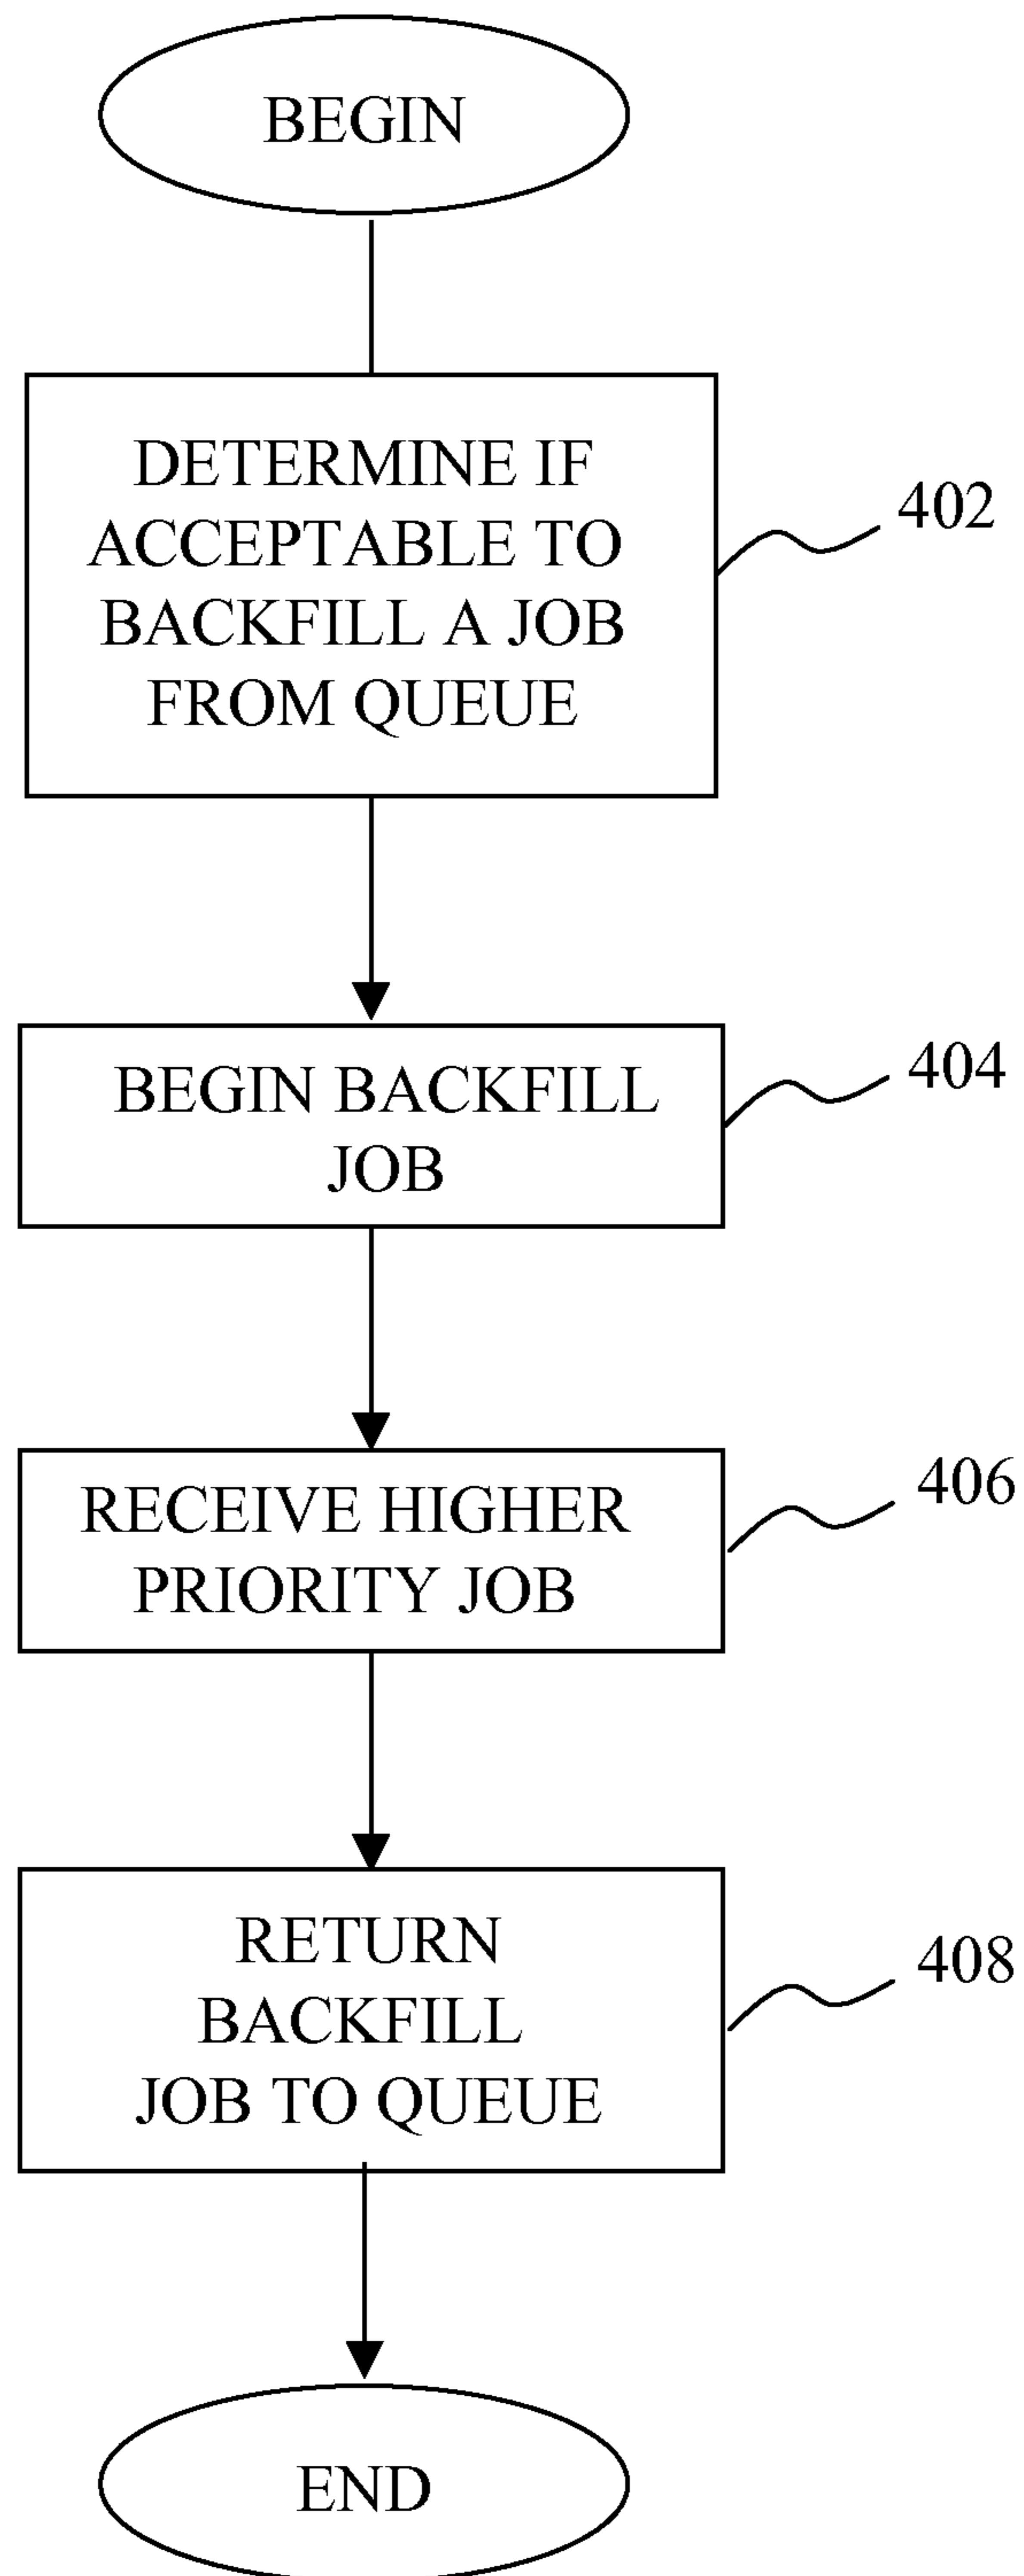 BEGIN
DETERMINE IF
ACCEPTABLE TO
BACKFILL A JOB
FROM QUEUE
402
BEGIN BACKFILL
JOB
404
RECEIVE HIGHER
PRIORITY JOB
406
RETURN
BACKFILL
JOB TO QUEUE
408
END